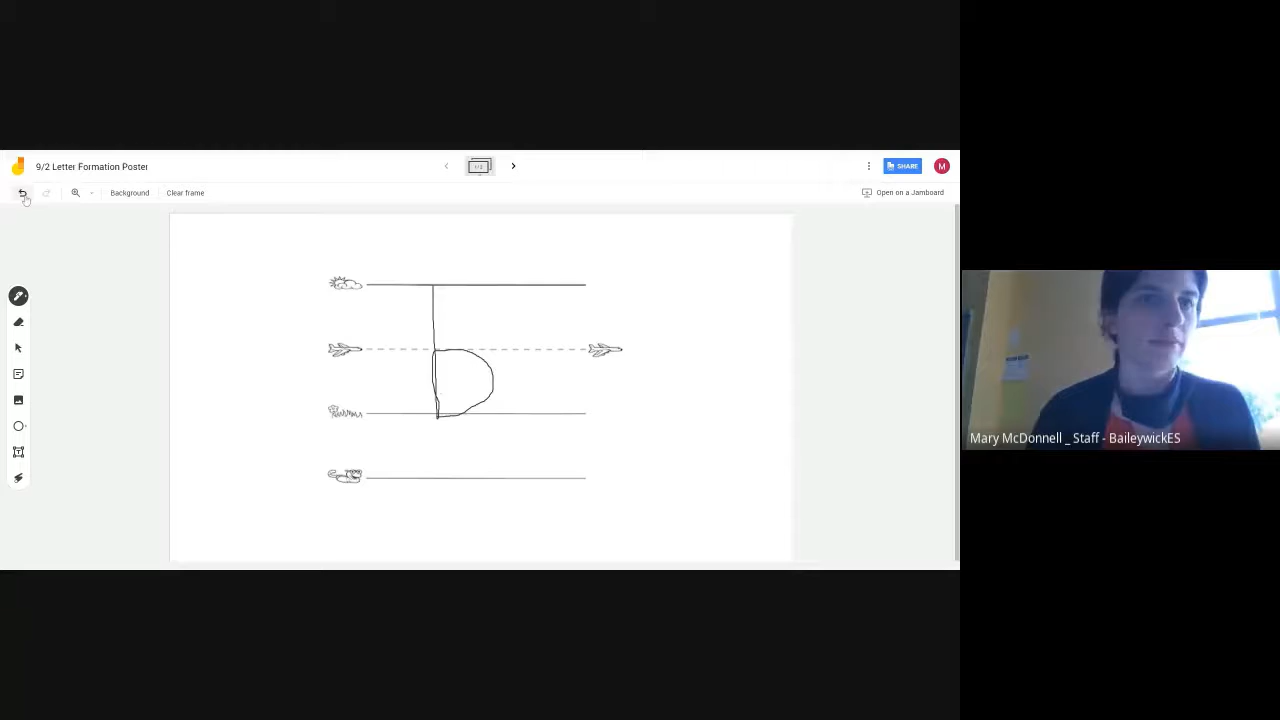 9/2 Letter Formation Poster
SHARE
M
Background
Clear frame
Open on a Jamboard
b
Mary McDonnell _ Staff - BaileywickES